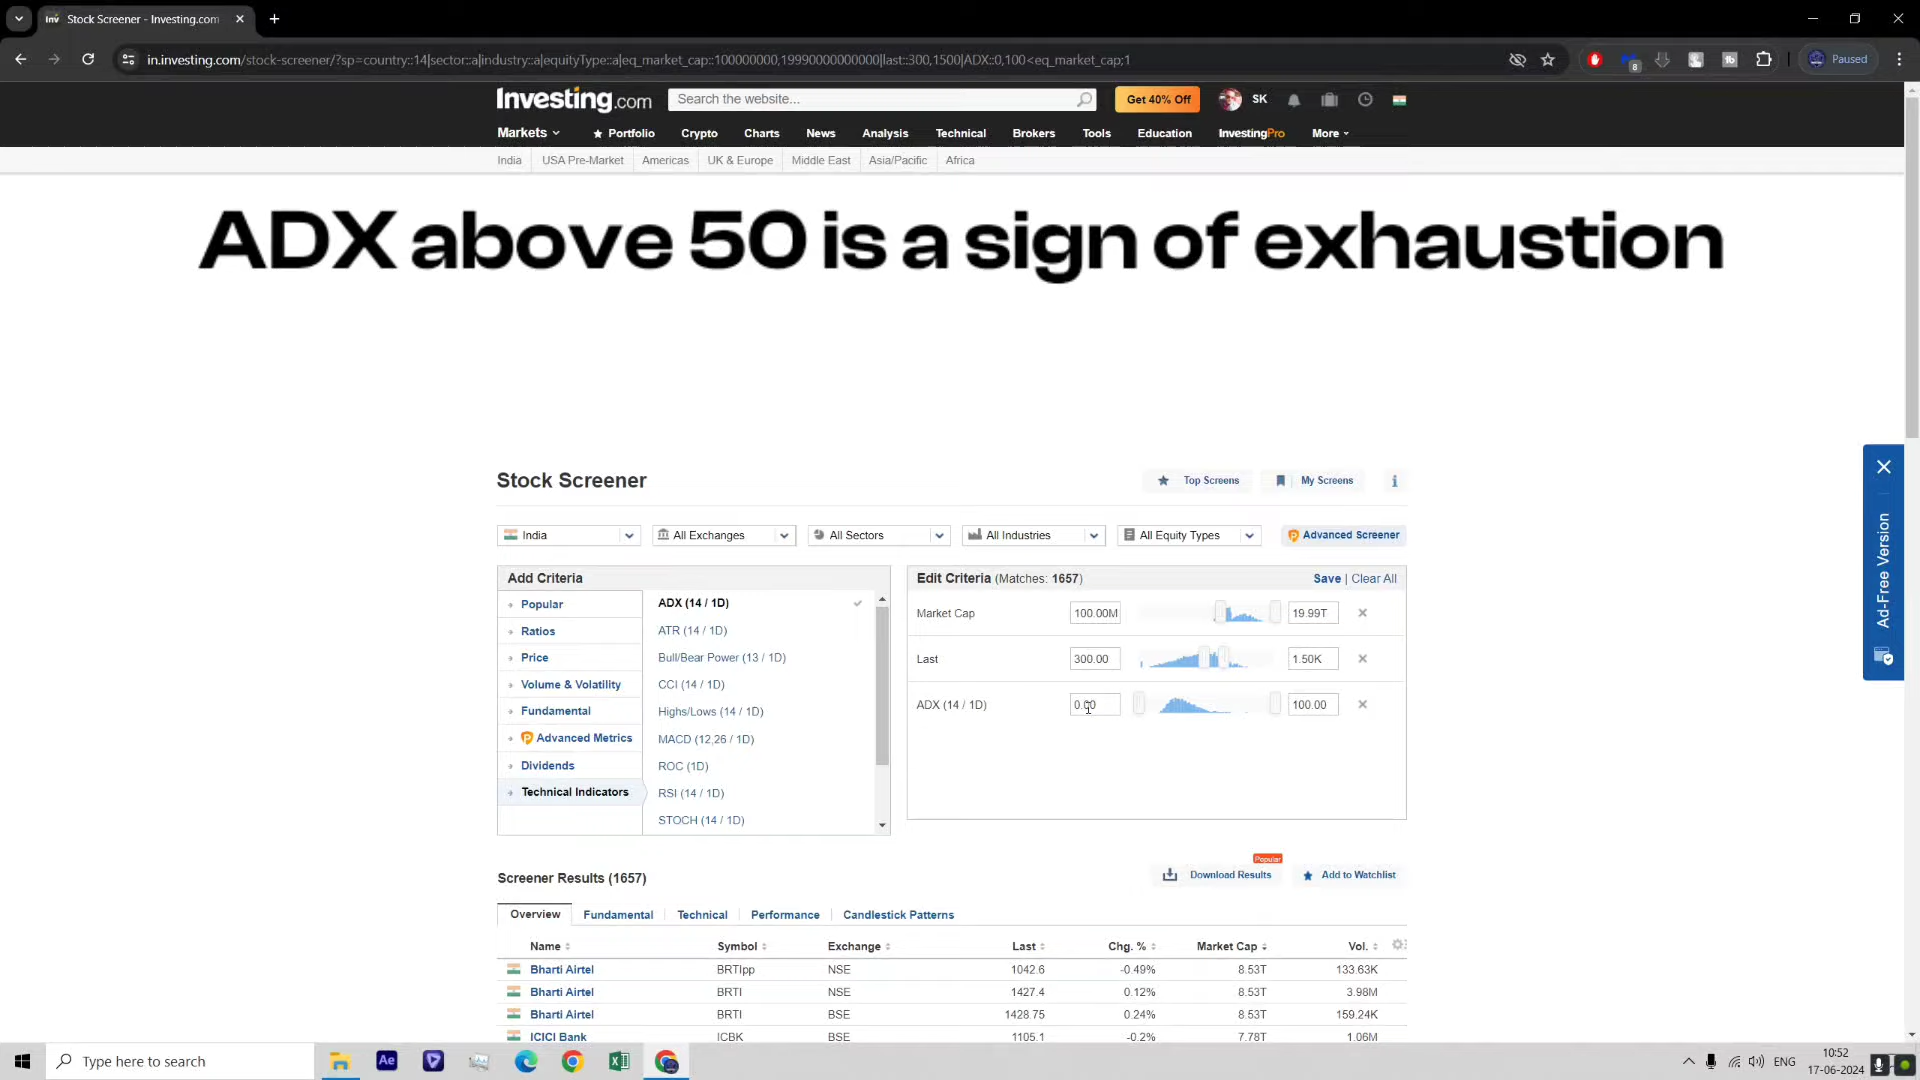 Stock Screener - Investing.com
in.investing.com/stock-screener/?sp=country::14|sector::a|industry::a|equityType::a|eq_market_cap::100000000,19990000000000|last::300,1500|ADX::0,100<eq_market_cap;1
8
Paused
Investing.com
Search the website...
Get 40% Off
SK
Markets
Portfolio
Crypto
Charts
News
Analysis
Technical
Brokers
Tools
Education
InvestingPro
More
India
USA Pre-Market
Americas
UK & Europe
Middle East
Asia/Pacific
Africa
ADX above 50 is a sign of exhaustion
Stock Screener
Top Screens
My Screens
India
All Exchanges
All Sectors
All Industries
All Equity Types
Advanced Screener
Add Criteria
Popular
Ratios
Price
Volume & Volatility
Fundamental
Advanced Metrics
Dividends
Technical Indicators
ADX (14 / 1D)
ATR (14 / 1D)
Bull/Bear Power (13 / 1D)
CCI (14 / 1D)
Highs/Lows (14 / 1D)
MACD (12,26 / 1D)
ROC (1D)
RSI (14 / 1D)
STOCH (14 / 1D)
Edit Criteria (Matches: 1657)
Save | Clear All
Market Cap 100.00M 19.99T
Last 300.00 1.50K
ADX (14 / 1D) 0.00 100.00
Ad-Free Version
Screener Results (1657)
Popular
Download Results
Add to Watchlist
Overview Fundamental Technical Performance Candlestick Patterns
Name Symbol Exchange Last Chg. % Market Cap Vol.
Bharti Airtel BRTIpp NSE 1042.6 -0.49% 8.53T 133.63K
Bharti Airtel BRTI NSE 1427.4 0.12% 8.53T 3.98M
Bharti Airtel BRTI BSE 1428.75 0.24% 8.53T 159.24K
ICICI Bank ICBK BSE 1105.1 -0.2% 7.78T 1.06M
Type here to search
Ae
ENG
10:52
17-06-2024